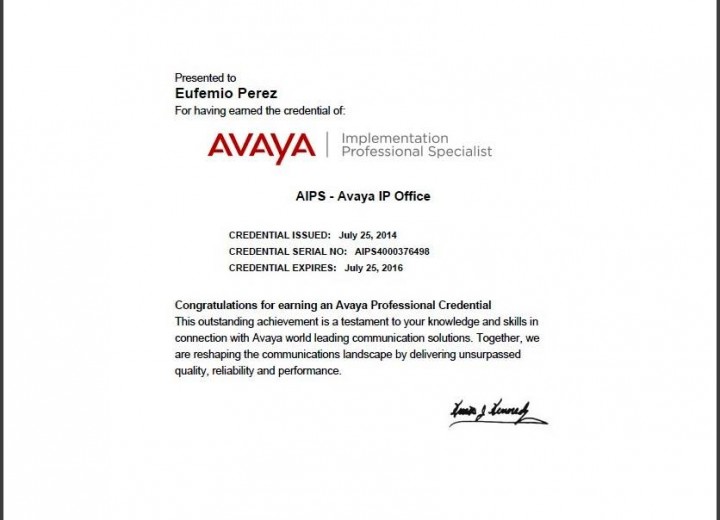 Presented to
Eufemio Perez
For having earned the credential of:
AVAYA | Implementation
Professional Specialist
AIPS - Avaya IP Office
CREDENTIAL ISSUED: July 25, 2014
CREDENTIAL SERIAL NO: AIPS4000376498
CREDENTIAL EXPIRES: July 25, 2016
Congratulations for earning an Avaya Professional Credential
This outstanding achievement is a testament to your knowledge and skills in
connection with Avaya world leading communication solutions. Together, we
are reshaping the communications landscape by delivering unsurpassed
quality, reliability and performance.